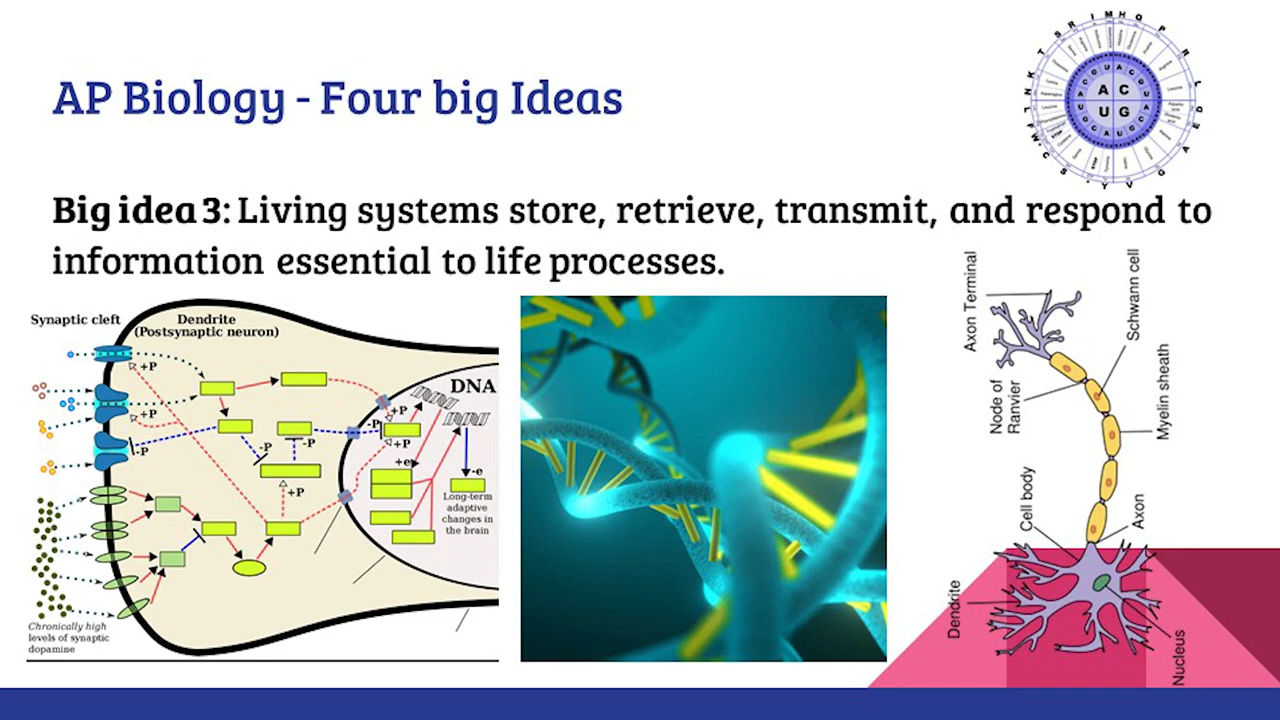 AP Biology - Four big Ideas
A C
U G
Big idea 3: Living systems store, retrieve, transmit, and respond to
information essential to life processes.
Synaptic cleft
Dendrite
(Postsynaptic neuron)
+P
+P
-P
-P
-P
+P
DNA
+P
-P
+P
+e
-e
Long-term
adaptive
changes in
the brain
Chronically high
levels of synaptic
dopamine
Axon Terminal
Schwann cell
Node of
Ranvier
Myelin sheath
Cell body
Axon
Dendrite
Nucleus